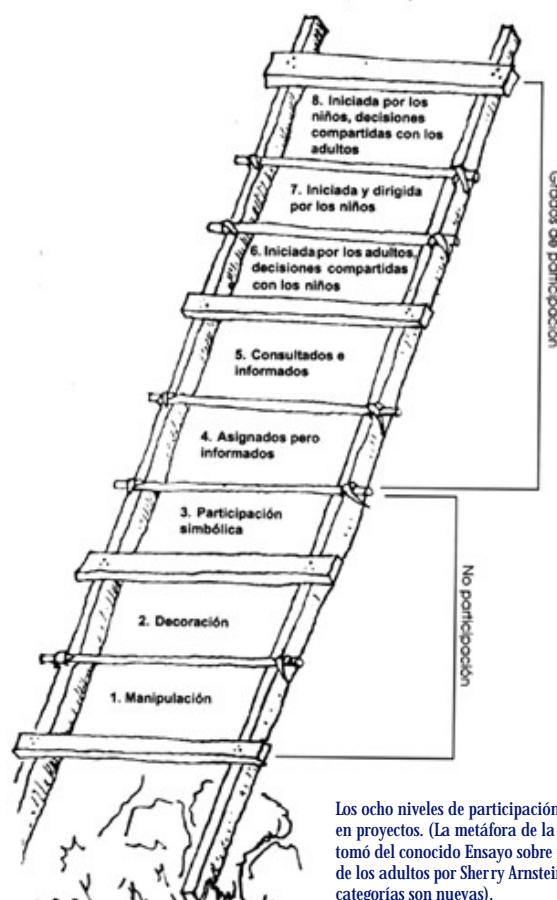 8. Iniciada por los
niños, decisiones
compartidas con los
adultos
7. Iniciada y dirigida
por los niños
6. Iniciada por los adultos,
decisiones compartidas
con los niños
5. Consultados e
informados
4. Asignados pero
informados
3. Participación
simbólica
2. Decoración
1. Manipulación
Grados de participación
No participación
Los ocho niveles de participación
en proyectos. (La metáfora de la
tomó del conocido Ensayo sobre
de los adultos por Sherry Arnstein
categorías son nuevas).